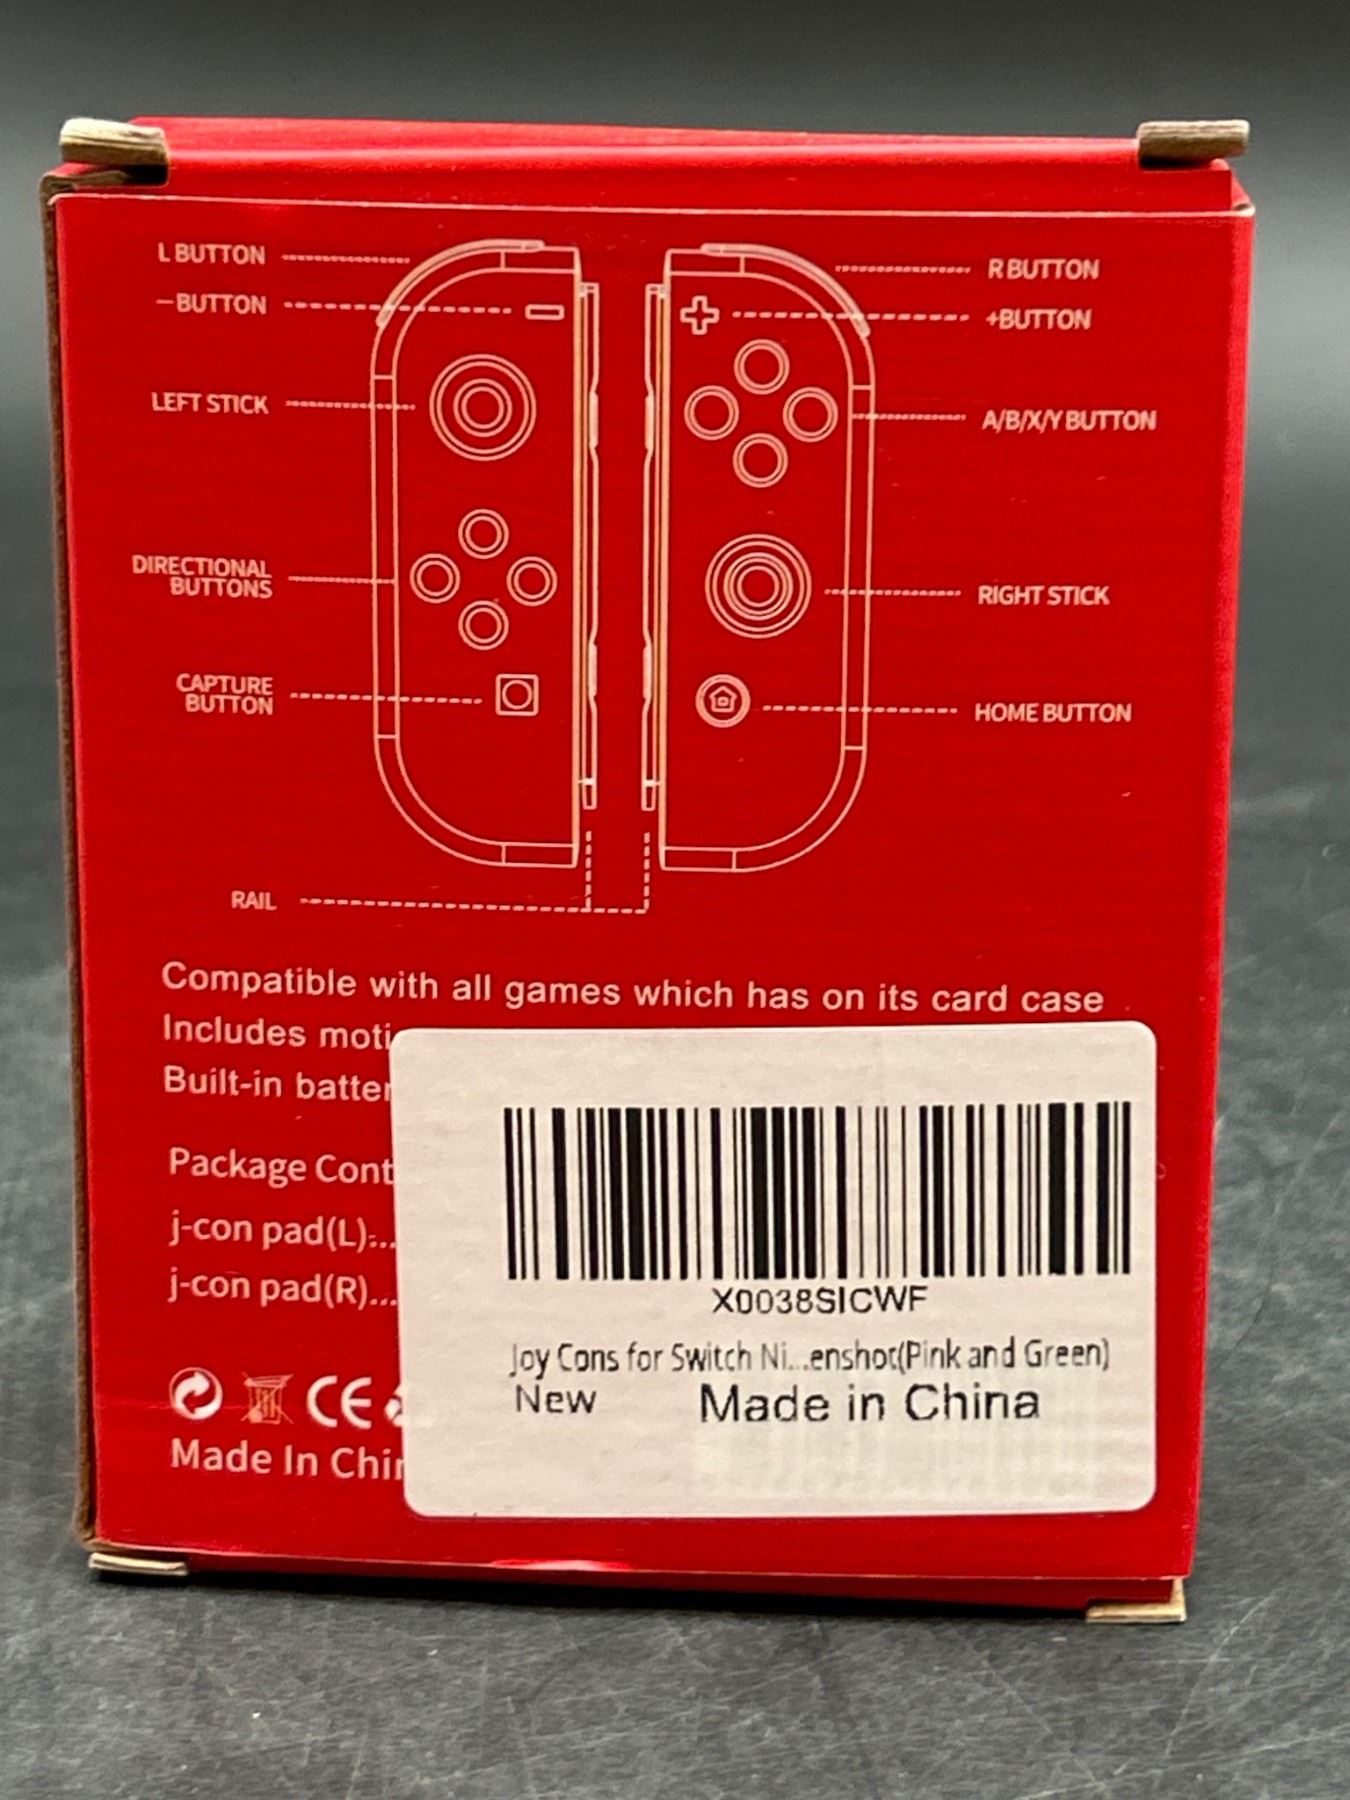 L BUTTON
R BUTTON
－BUTTON
+BUTTON
LEFT STICK
A/B/X/Y BUTTON
DIRECTIONAL
BUTTONS
RIGHT STICK
CAPTURE
BUTTON
HOME BUTTON
RAIL
Compatible with all games which has on its card case
Includes moti
Built-in batter
Package Cont
j-con pad(L)...
j-con pad(R)...
CE
Made In Chin
X0038SICWF
Joy Cons for Switch Ni...enshot(Pink and Green)
New Made in China